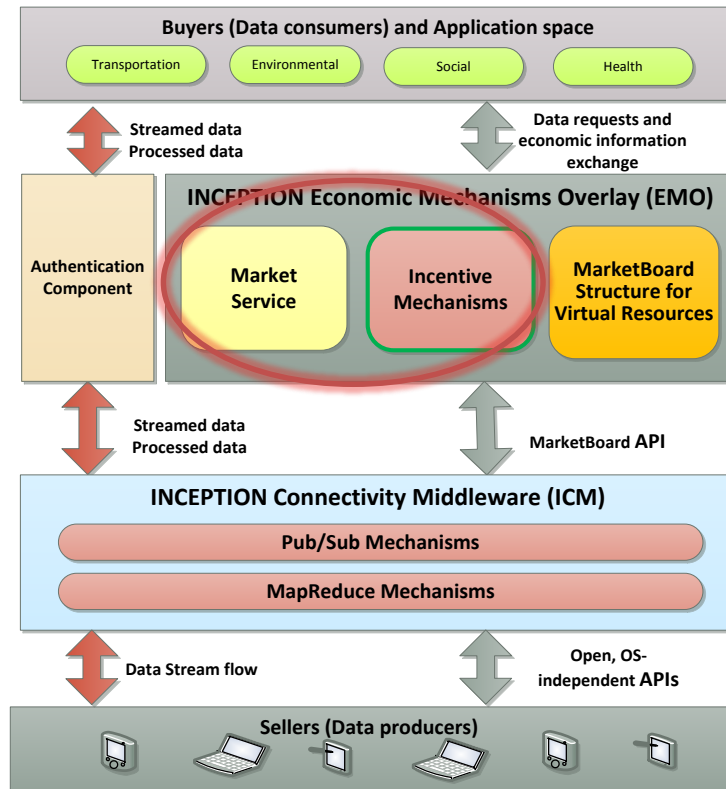 Buyers (Data consumers) and Application space
Transportation
Environmental
Social
Health
Streamed data
Processed data
Data requests and
economic information
exchange
INCEPTION Economic Mechanisms Overlay (EMO)
Authentication
Component
Market
Service
Incentive
Mechanisms
MarketBoard
Structure for
Virtual Resources
Streamed data
Processed data
MarketBoard API
INCEPTION Connectivity Middleware (ICM)
Pub/Sub Mechanisms
MapReduce Mechanisms
Data Stream flow
Open, OS-
independent APIs
Sellers (Data producers)